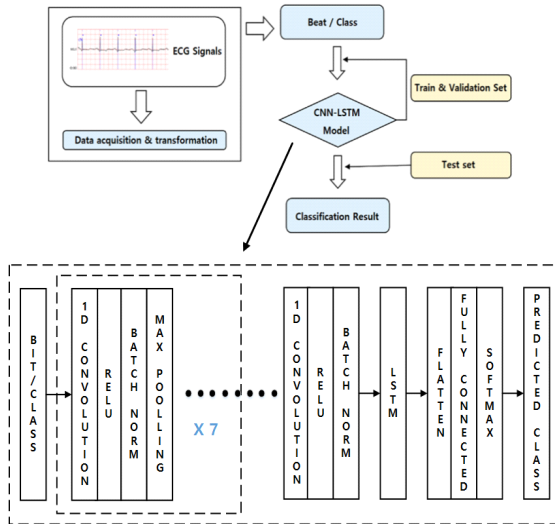 ECG Signals
Data acquisition & transformation
Beat / Class
Train & Validation Set
CNN-LSTM
Model
Test set
Classification Result
BIT/CLASS
1D CONVOLUTION
RELU
BATCH NORM
MAX POOLLING
X 7
1D CONVOLUTION
RELU
BATCH NORM
LSTM
FLATTEN
FULLY CONNECTED
SOFTMAX
PREDICTED CLASS